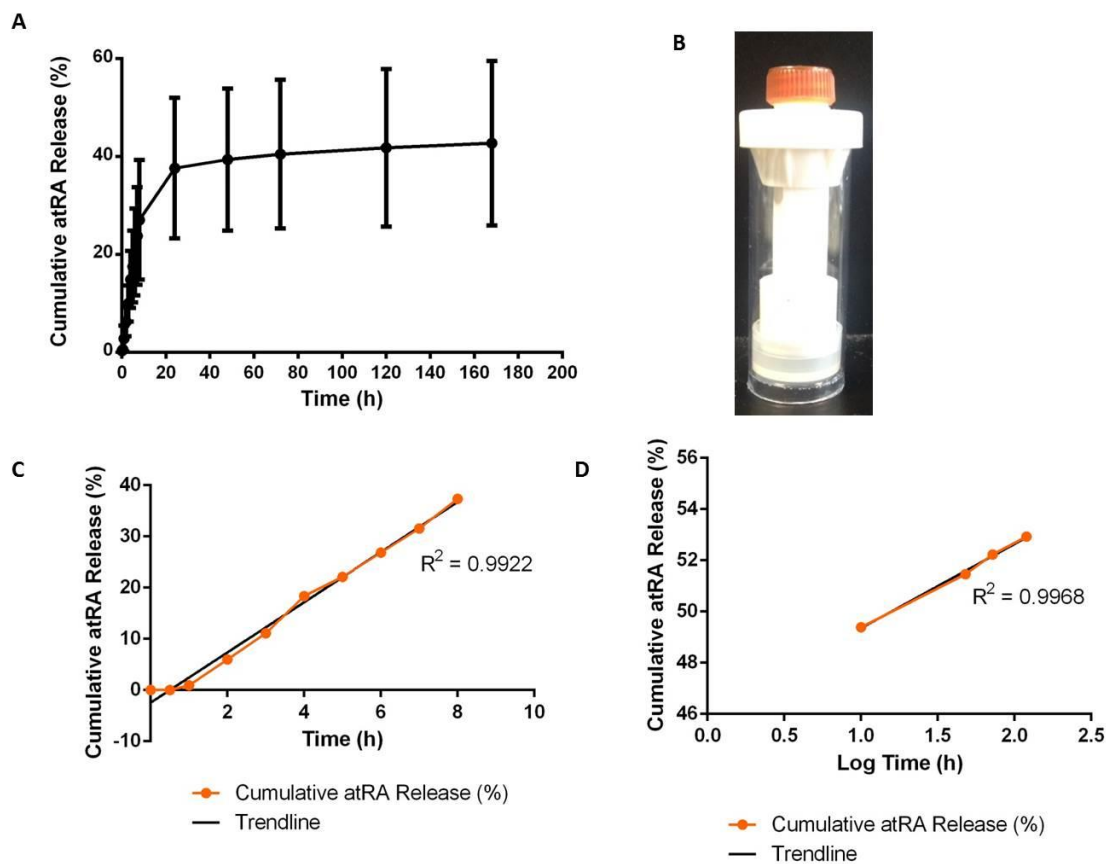 A
Cumulative atRA Release (%)
60
40
20
0
0 20 40 60 80 100 120 140 160 180 200
Time (h)
B
C
Cumulative atRA Release (%)
40
30
20
10
0
-10
2 4 6 8 10
R² = 0.9922
Time (h)
Cumulative atRA Release (%)
Trendline
D
Cumulative atRA Release (%)
56
54
52
50
48
46
0.0 0.5 1.0 1.5 2.0 2.5
R² = 0.9968
Log Time (h)
Cumulative atRA Release (%)
Trendline